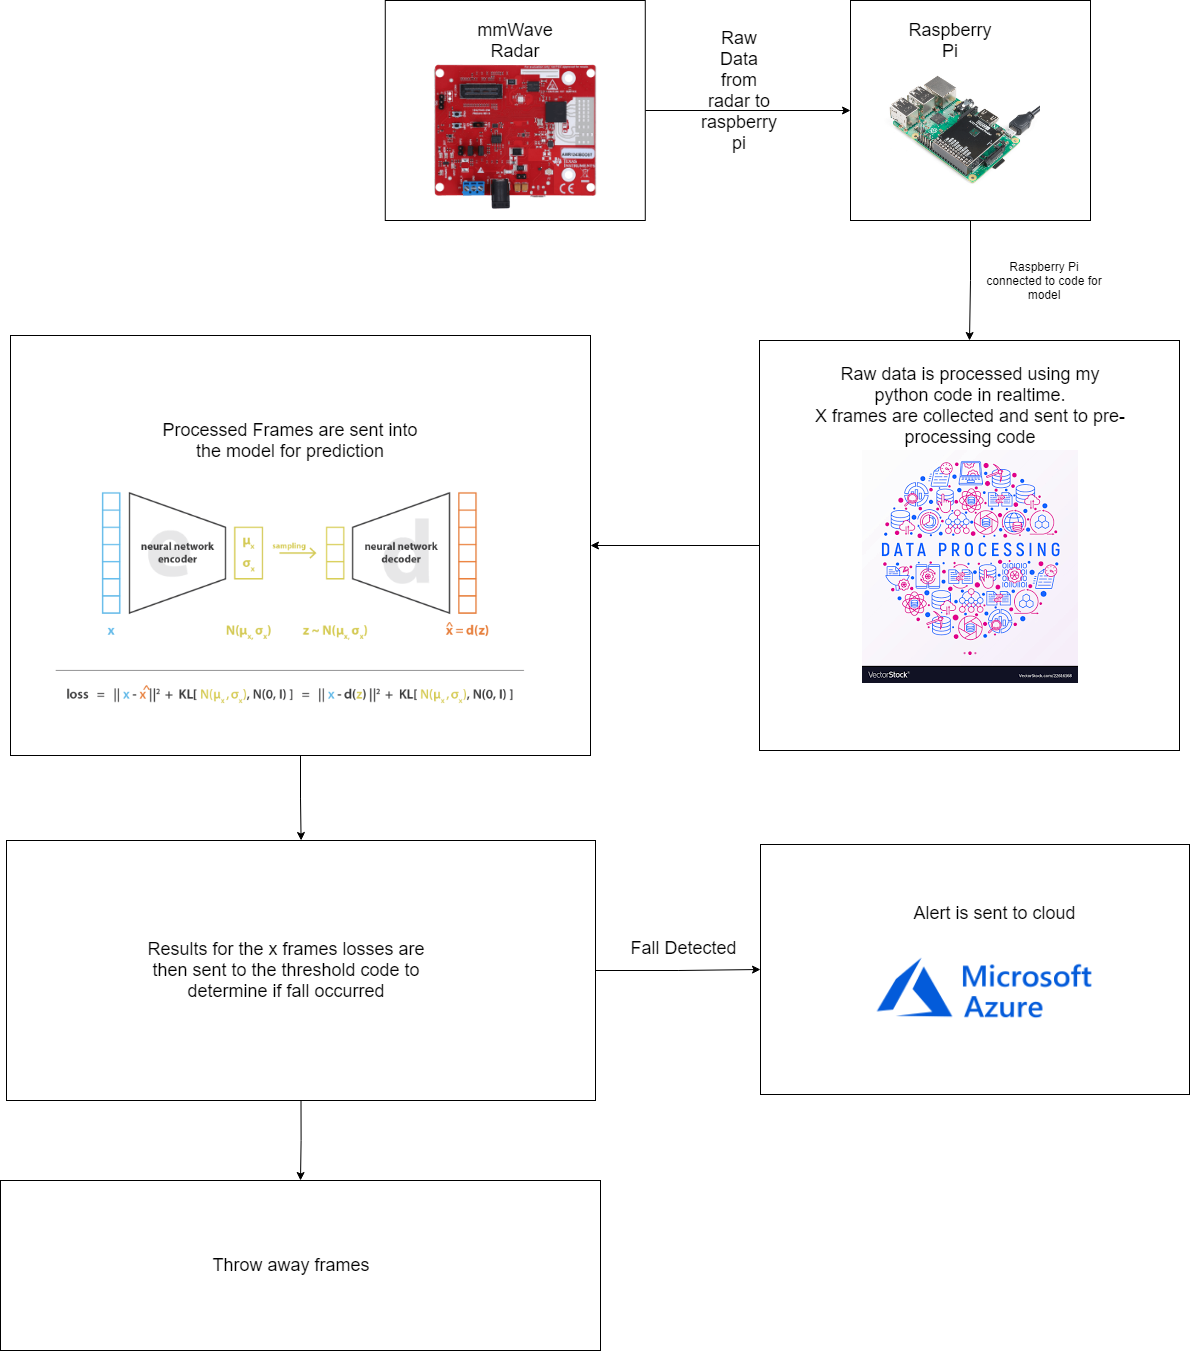 mmWave
Radar
Raw
Data
from
radar to
raspberry
pi
Raspberry
Pi
Raspberry Pi
connected to code for
model
Raw data is processed using my
python code in realtime.
X frames are collected and sent to pre-
processing code
DATA PROCESSING
VectorStock®
VectorStock.com/22616168
Processed Frames are sent into
the model for prediction
e
neural network
encoder
μₓ
σₓ
sampling
d
neural network
decoder
x
N(μₓ, σₓ)
z ~ N(μₓ, σₓ)
x̂ = d(z)
loss = || x - x̂ ||² + KL[ N(μₓ, σₓ), N(0, I) ] = || x - d(z) ||² + KL[ N(μₓ, σₓ), N(0, I) ]
Results for the x frames losses are
then sent to the threshold code to
determine if fall occurred
Fall Detected
Alert is sent to cloud
Microsoft
Azure
Throw away frames